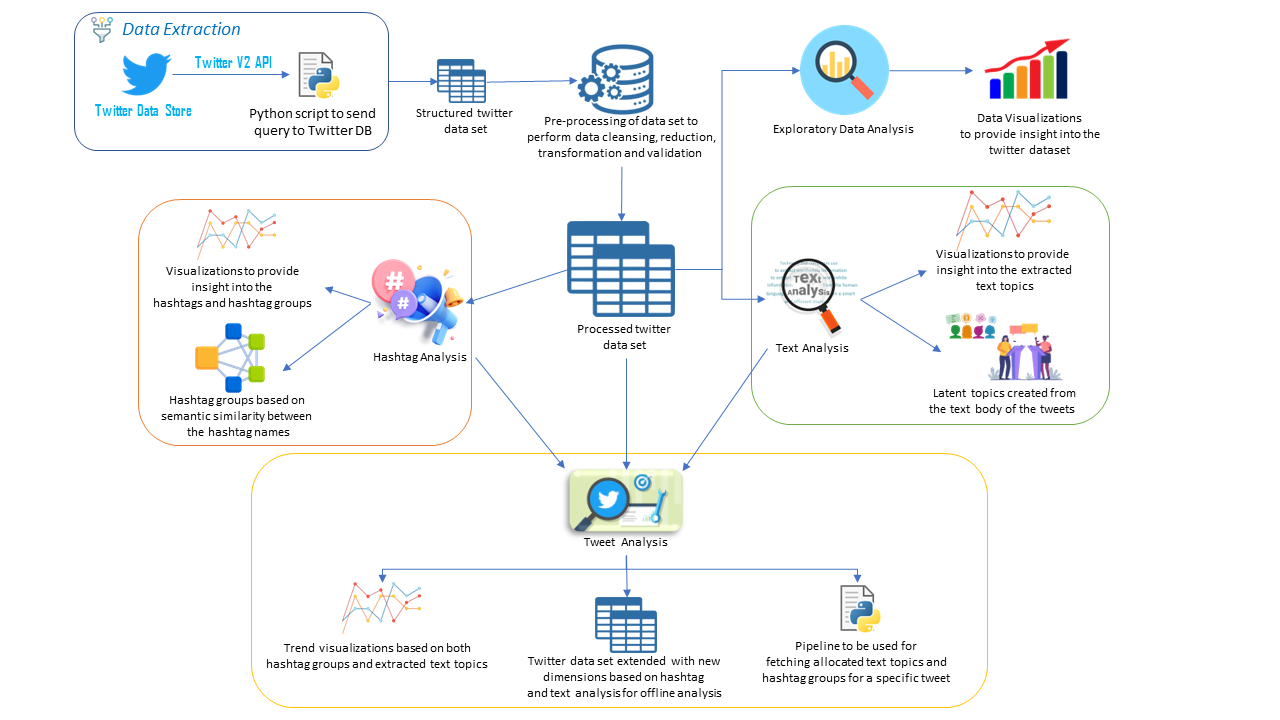 Data Extraction
Twitter V2 API
Twitter Data Store
Python script to send
query to Twitter DB
Structured twitter
data set
Pre-processing of data set to
perform data cleansing, reduction,
transformation and validation
Exploratory Data Analysis
Data Visualizations
to provide insight into the
twitter dataset
Visualizations to provide
insight into the
hashtags and hashtag groups
#
#
Hashtag Analysis
Hashtag groups based on
semantic similarity between
the hashtag names
Processed twitter
data set
Text
Analysis
Text Analysis
Visualizations to provide
insight into the extracted
text topics
Latent topics created from
the text body of the tweets
Tweet Analysis
Trend visualizations based on both
hashtag groups and extracted text topics
Twitter data set extended with new
dimensions based on hashtag
and text analysis for offline analysis
Pipeline to be used for
fetching allocated text topics and
hashtag groups for a specific tweet